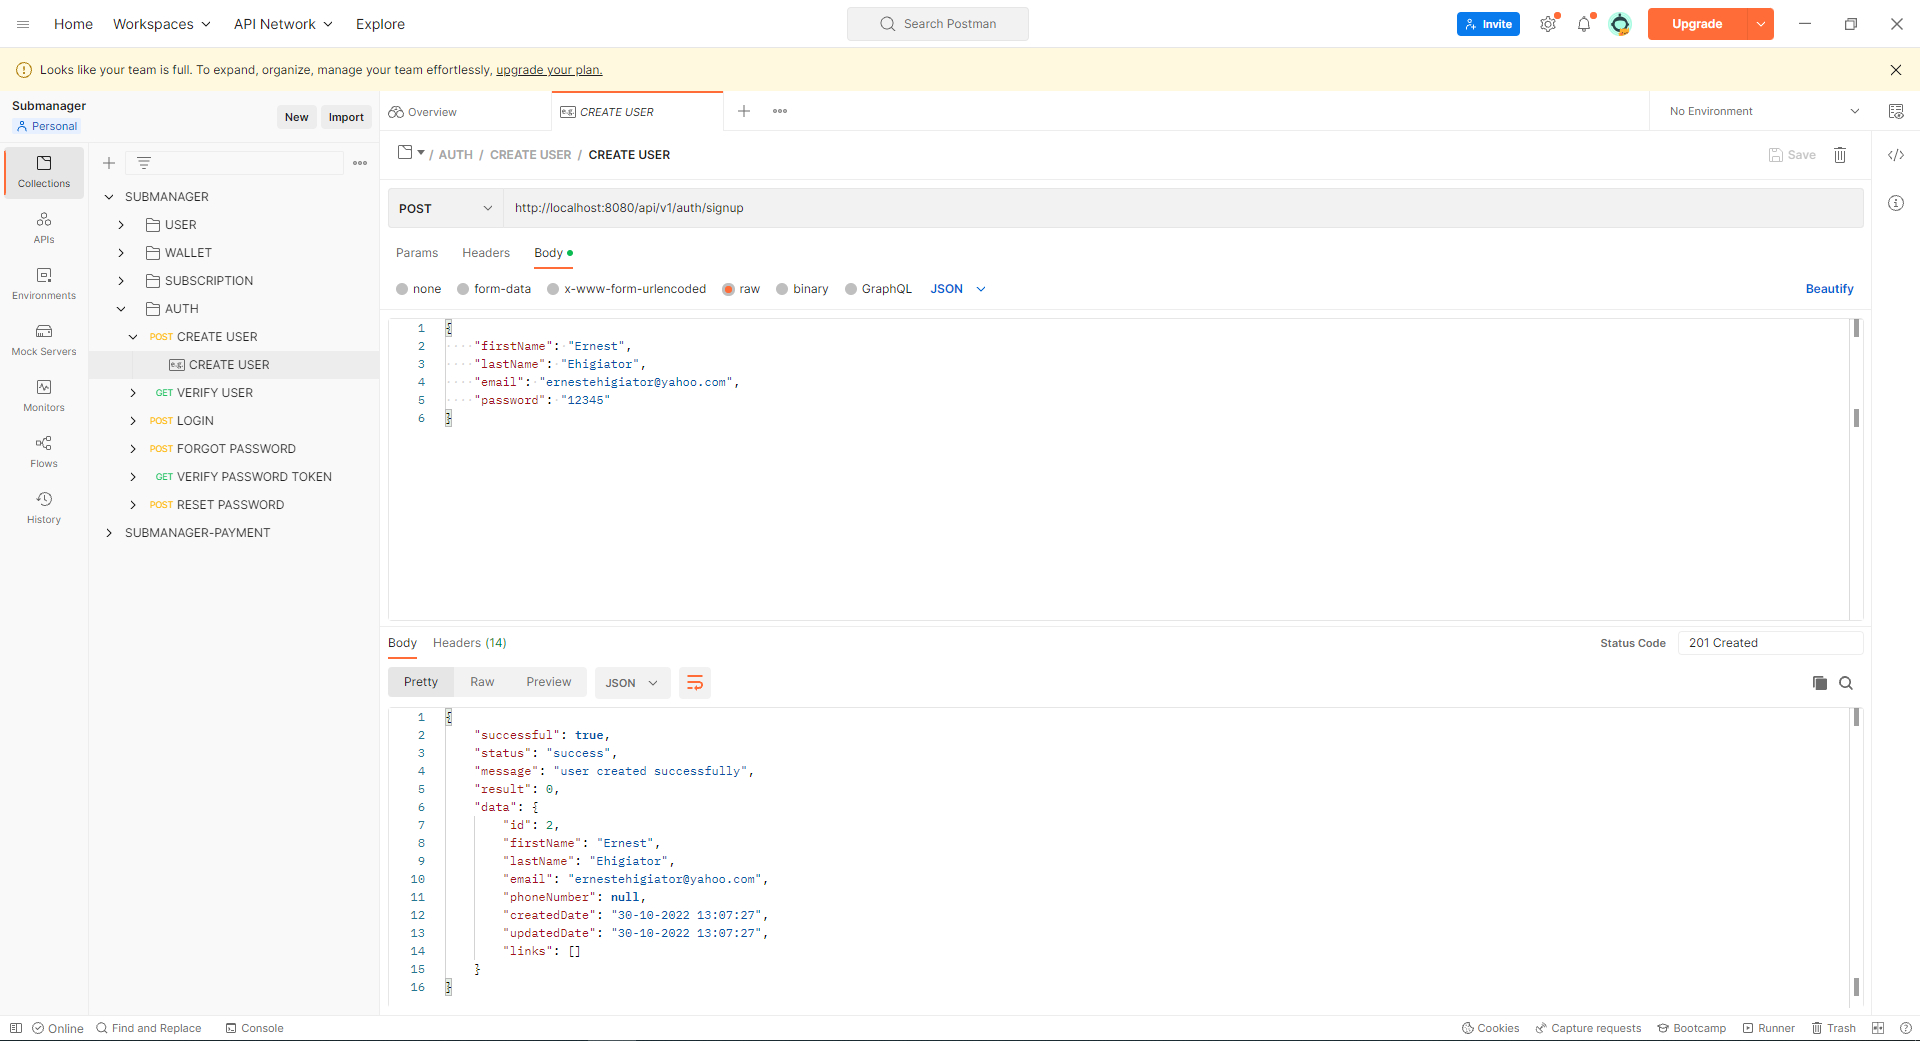 Home Workspaces API Network Explore Search Postman Invite Upgrade
Looks like your team is full. To expand, organize, manage your team effortlessly, upgrade your plan.
Submanager
Personal
New Import
Overview
CREATE USER
No Environment
Collections
APIs
Environments
Mock Servers
Monitors
Flows
History
SUBMANAGER
USER
WALLET
SUBSCRIPTION
AUTH
POST CREATE USER
e.g. CREATE USER
GET VERIFY USER
POST LOGIN
POST FORGOT PASSWORD
GET VERIFY PASSWORD TOKEN
POST RESET PASSWORD
SUBMANAGER-PAYMENT
/ AUTH / CREATE USER / CREATE USER
Save
POST http://localhost:8080/api/v1/auth/signup
Params Headers Body
none form-data x-www-form-urlencoded raw binary GraphQL JSON Beautify
1 {
2 "firstName": "Ernest",
3 "lastName": "Ehigiator",
4 "email": "ernestehigiator@yahoo.com",
5 "password": "12345"
6 }
Body Headers (14) Status Code 201 Created
Pretty Raw Preview JSON
1 {
2 "successful": true,
3 "status": "success",
4 "message": "user created successfully",
5 "result": 0,
6 "data": {
7 "id": 2,
8 "firstName": "Ernest",
9 "lastName": "Ehigiator",
10 "email": "ernestehigiator@yahoo.com",
11 "phoneNumber": null,
12 "createdDate": "30-10-2022 13:07:27",
13 "updatedDate": "30-10-2022 13:07:27",
14 "links": []
15 }
16 }
Online Find and Replace Console Cookies Capture requests Bootcamp Runner Trash